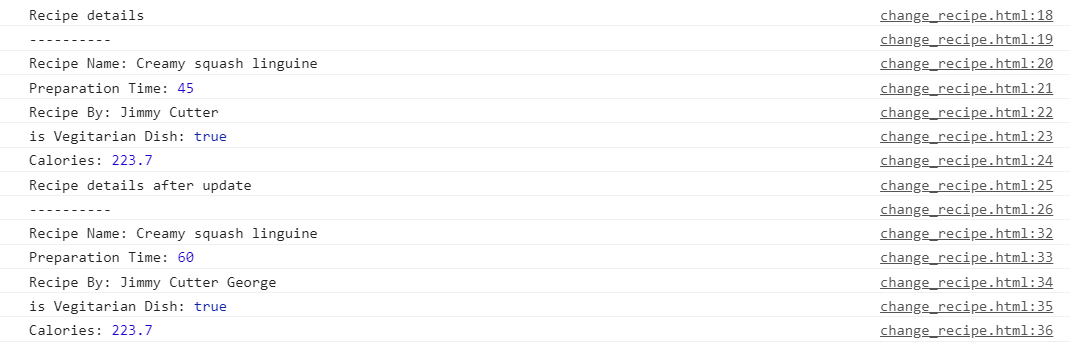 Recipe details change_recipe.html:18
---------- change_recipe.html:19
Recipe Name: Creamy squash linguine change_recipe.html:20
Preparation Time: 45 change_recipe.html:21
Recipe By: Jimmy Cutter change_recipe.html:22
is Vegitarian Dish: true change_recipe.html:23
Calories: 223.7 change_recipe.html:24
Recipe details after update change_recipe.html:25
---------- change_recipe.html:26
Recipe Name: Creamy squash linguine change_recipe.html:32
Preparation Time: 60 change_recipe.html:33
Recipe By: Jimmy Cutter George change_recipe.html:34
is Vegitarian Dish: true change_recipe.html:35
Calories: 223.7 change_recipe.html:36